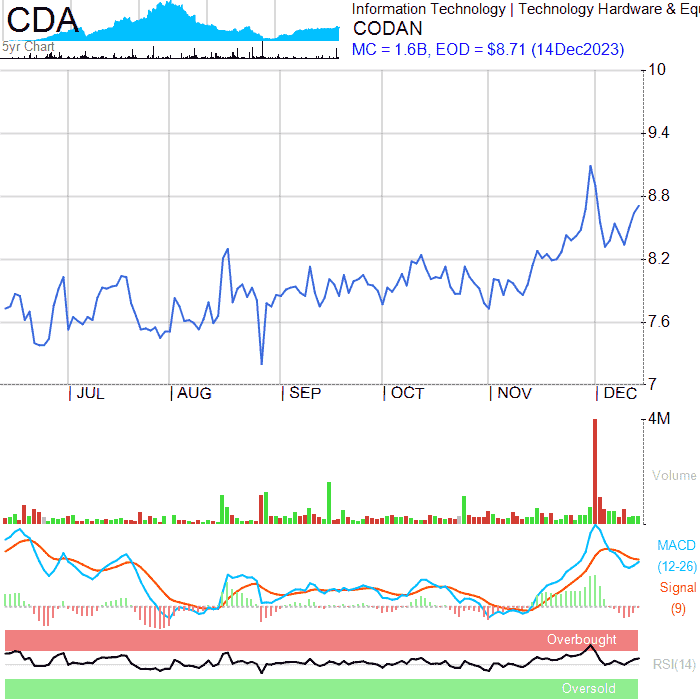 CDA
5yr Chart
Information Technology | Technology Hardware & Equ
CODAN
MC = 1.6B, EOD = $8.71 (14Dec2023)
10
9.4
8.8
8.2
7.6
7
| JUL | AUG | SEP | OCT | NOV | DEC
4M
Volume
MACD
(12-26)
Signal
(9)
Overbought
RSI(14)
Oversold